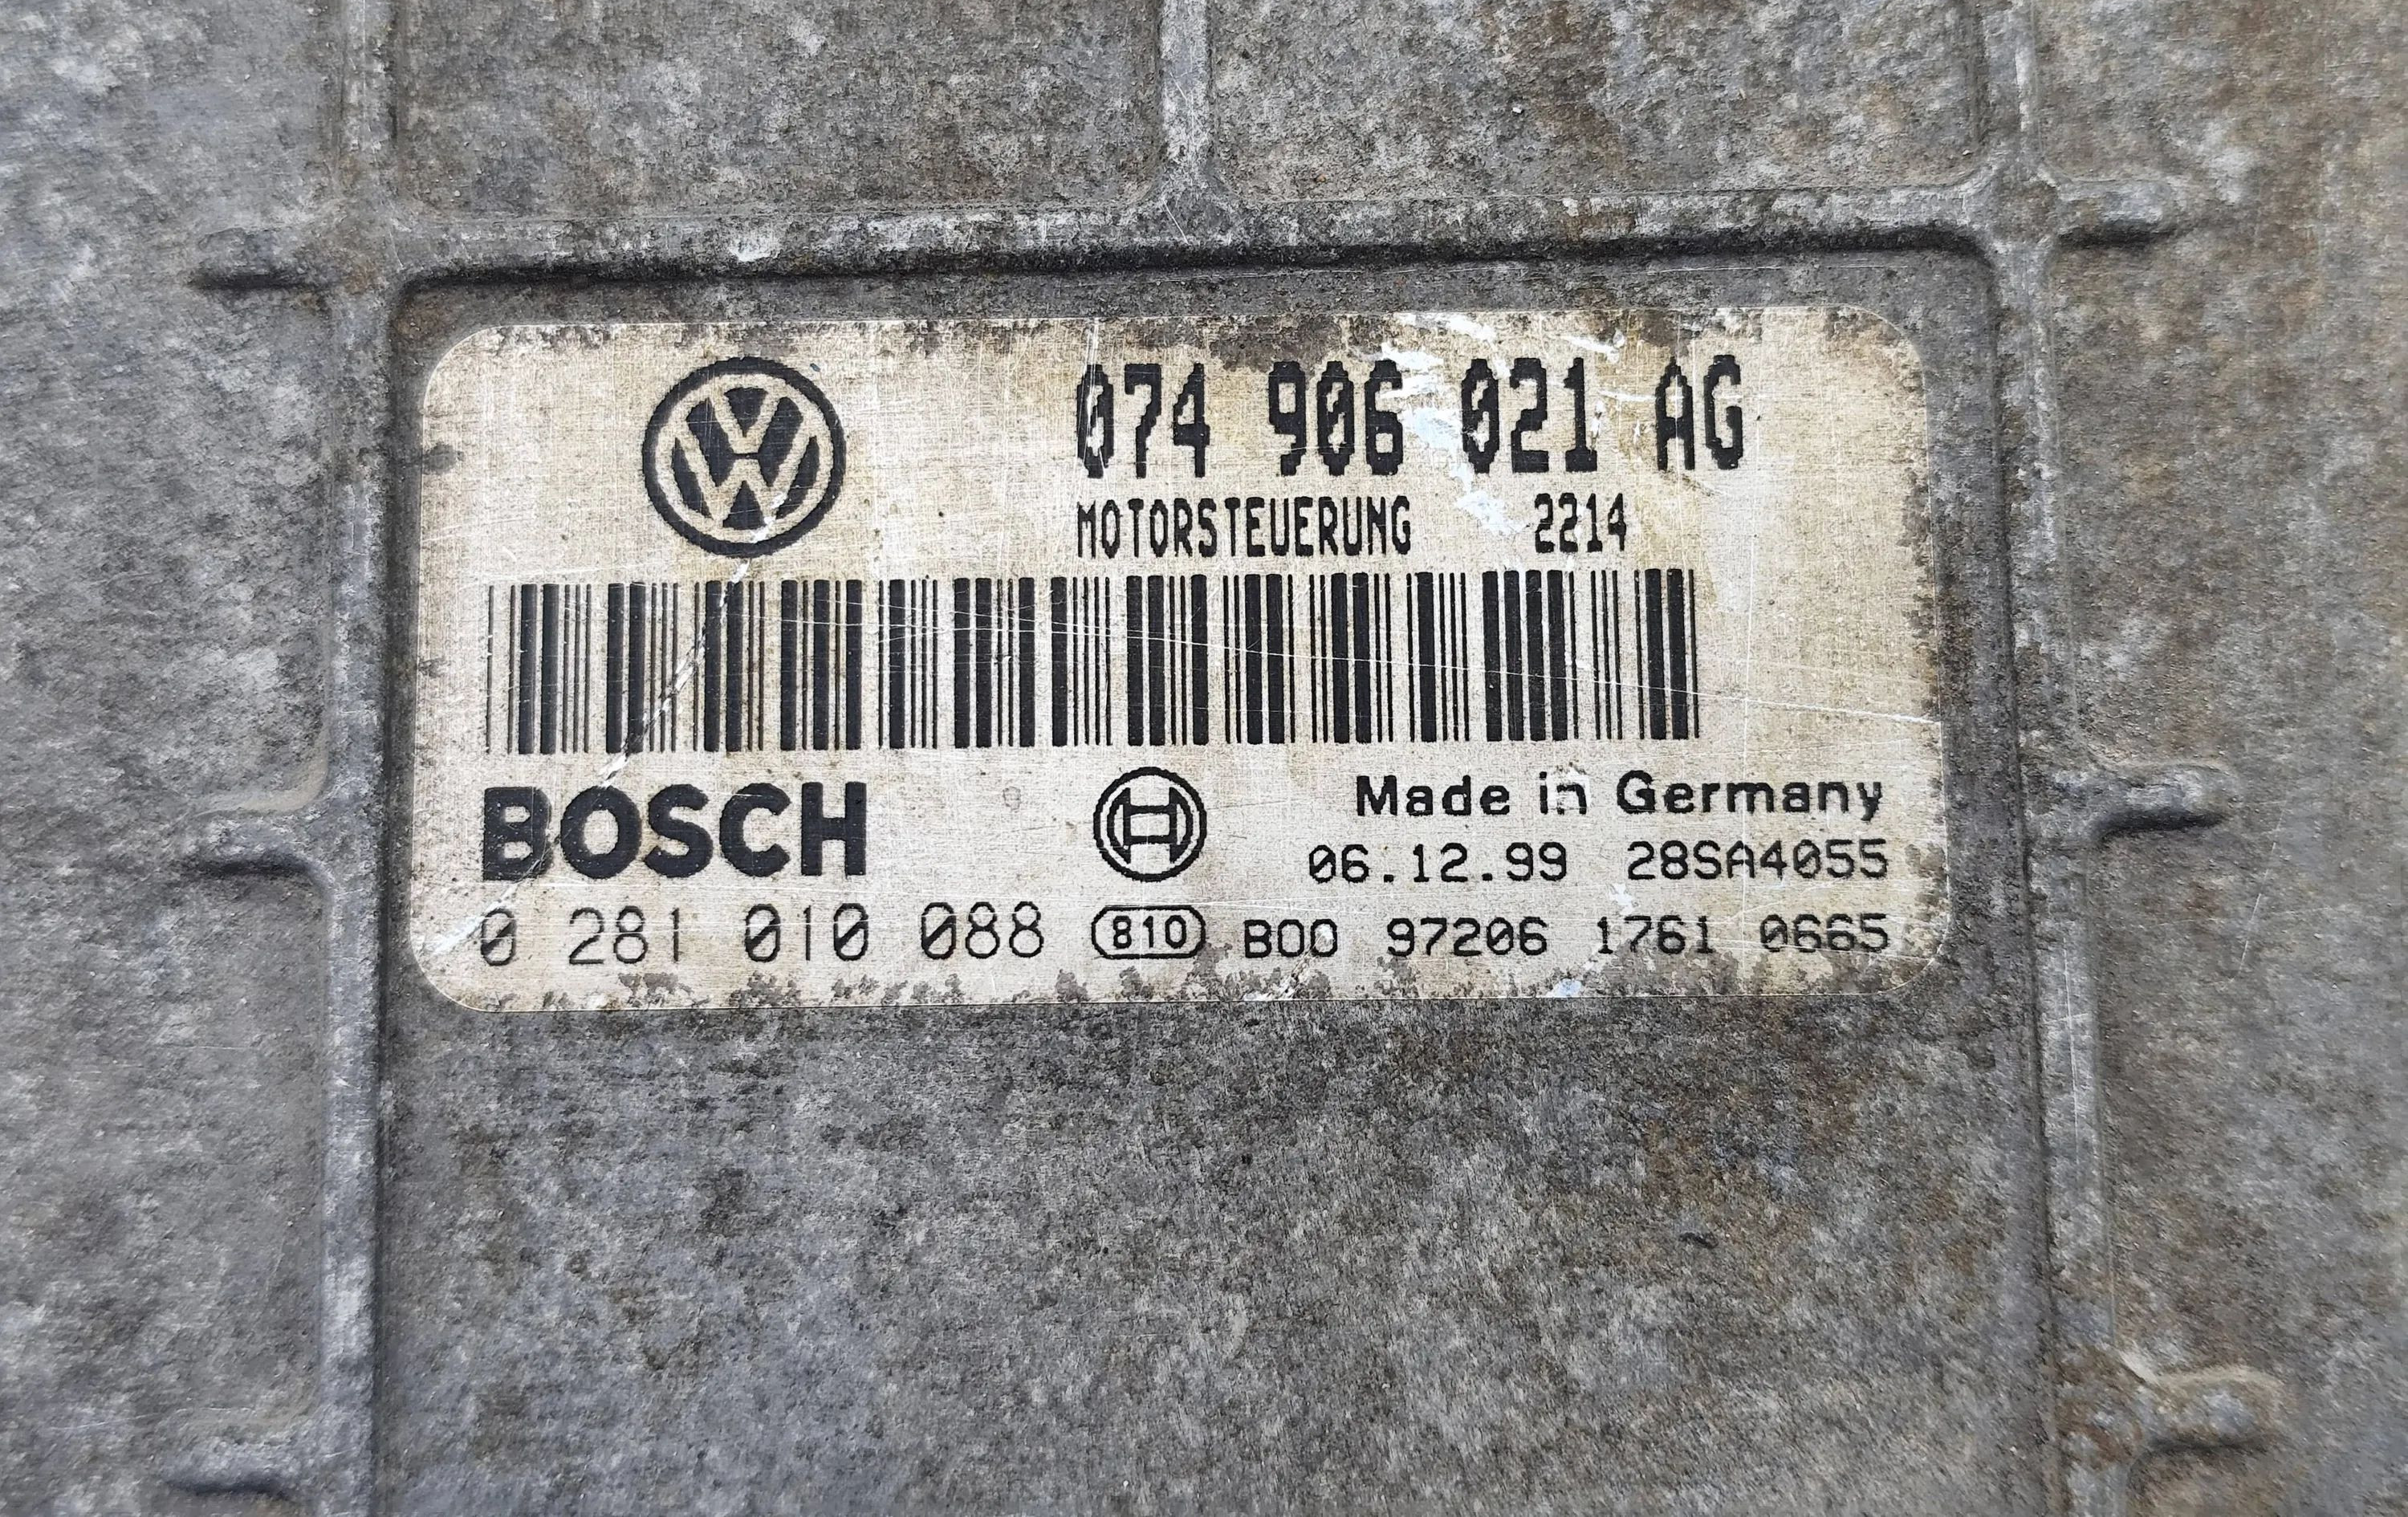 074 906 021 AG
MOTORSTEUERUNG 2214
BOSCH
Made in Germany
06.12.99 28SA4055
0 281 010 088 810 B00 97206 1761 0665